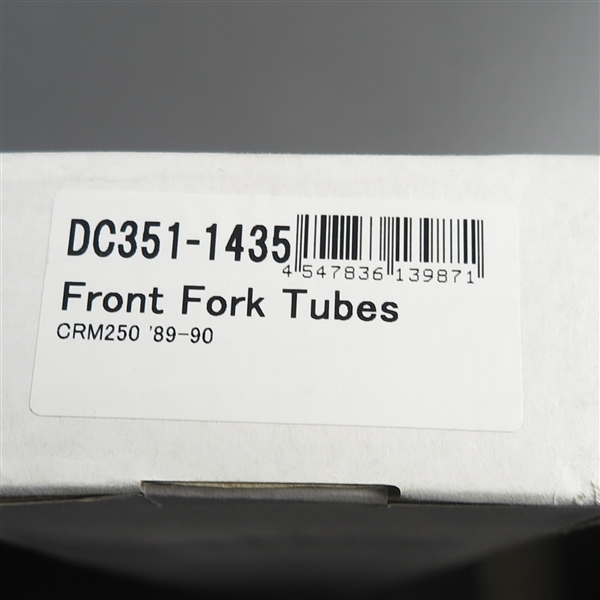 DC351-1435
4 547836 139871
Front Fork Tubes
CRM250 '89-90